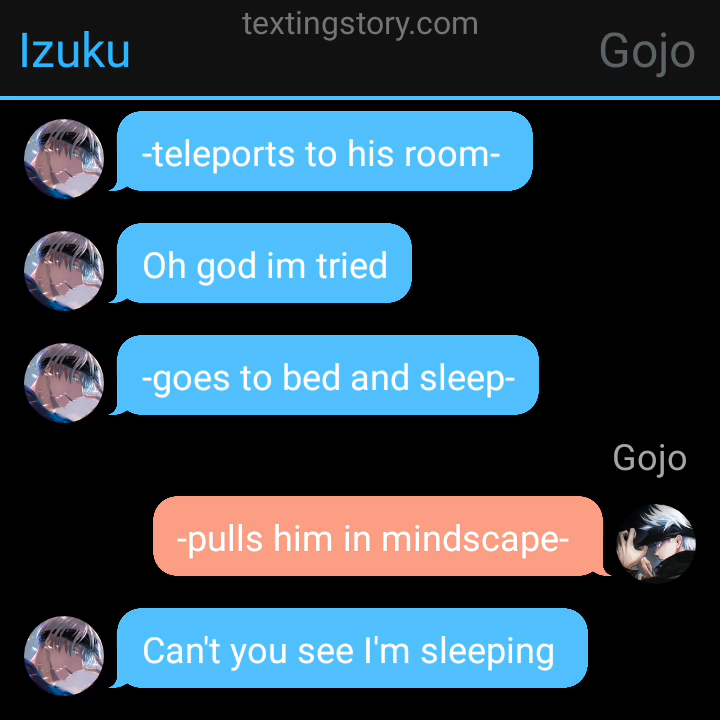 textingstory.com
Izuku
Gojo
-teleports to his room-
Oh god im tried
-goes to bed and sleep-
Gojo
-pulls him in mindscape-
Can't you see I'm sleeping